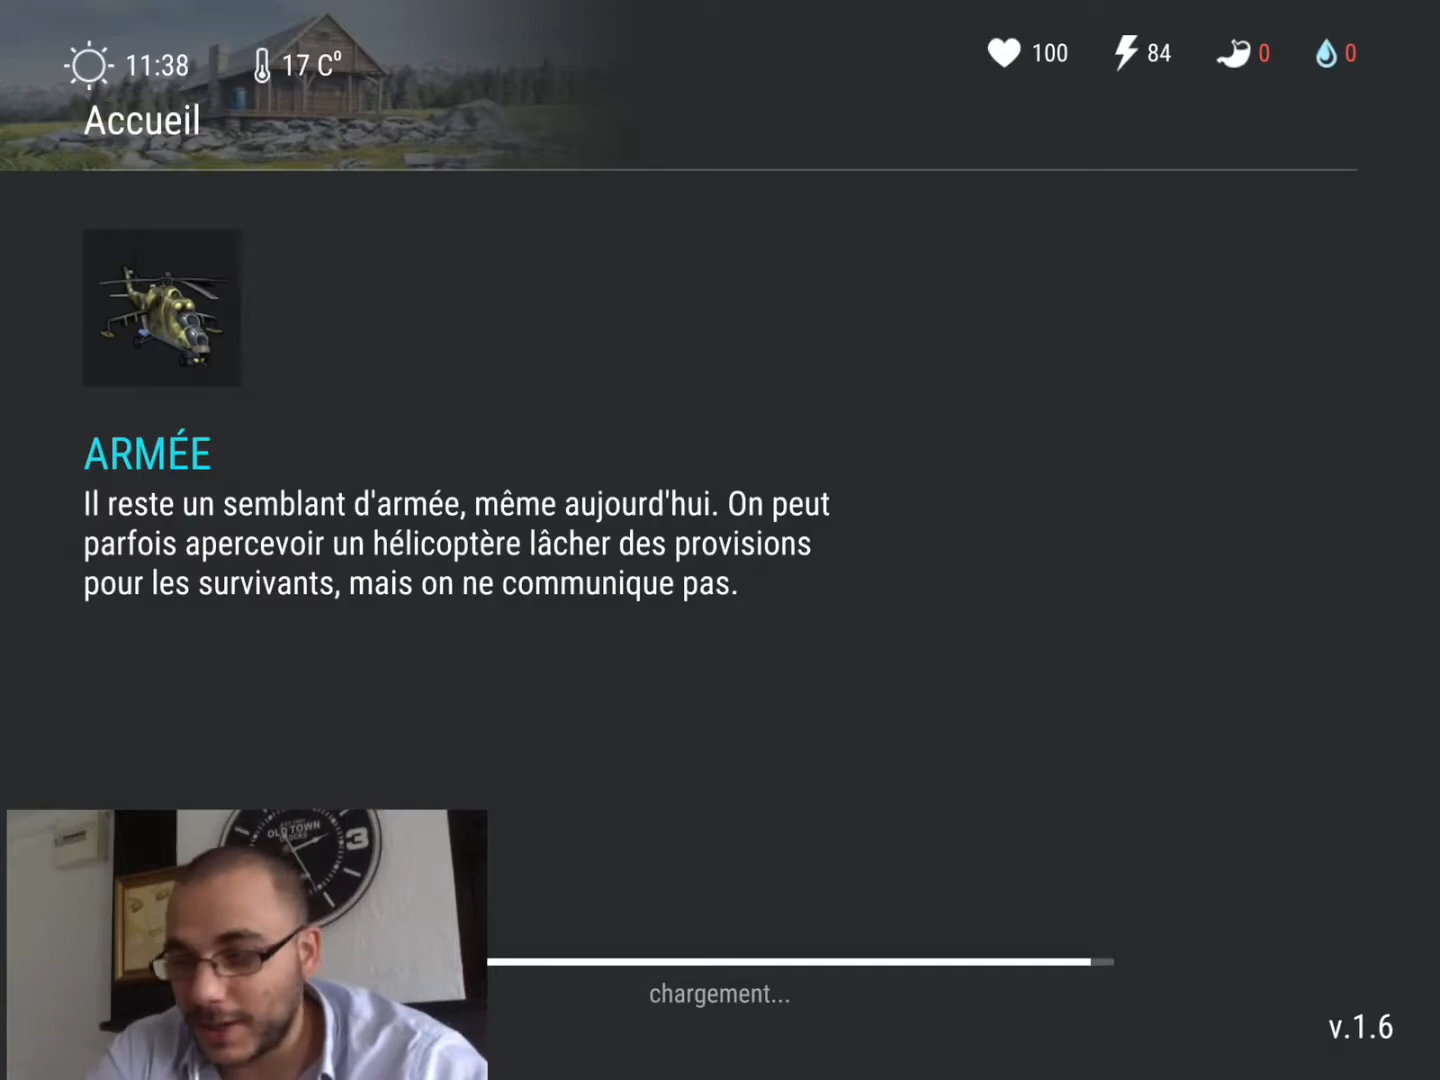 11:38
17 C⁰
100
84
0
0
Accueil
ARMÉE
Il reste un semblant d'armée, même aujourd'hui. On peut
parfois apercevoir un hélicoptère lâcher des provisions
pour les survivants, mais on ne communique pas.
OLD TOWN
CLOCKS
3
chargement...
v.1.6